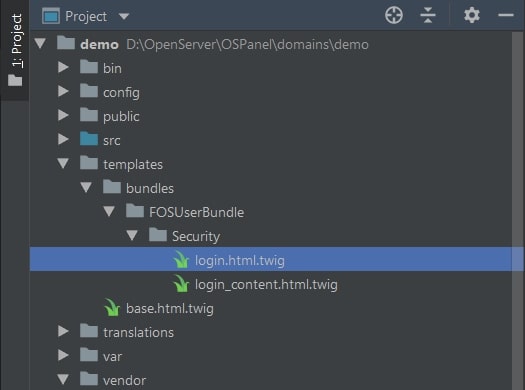 1: Project
Project
demo D:\OpenServer\OSPanel\domains\demo
bin
config
public
src
templates
bundles
FOSUserBundle
Security
login.html.twig
login_content.html.twig
base.html.twig
translations
var
vendor